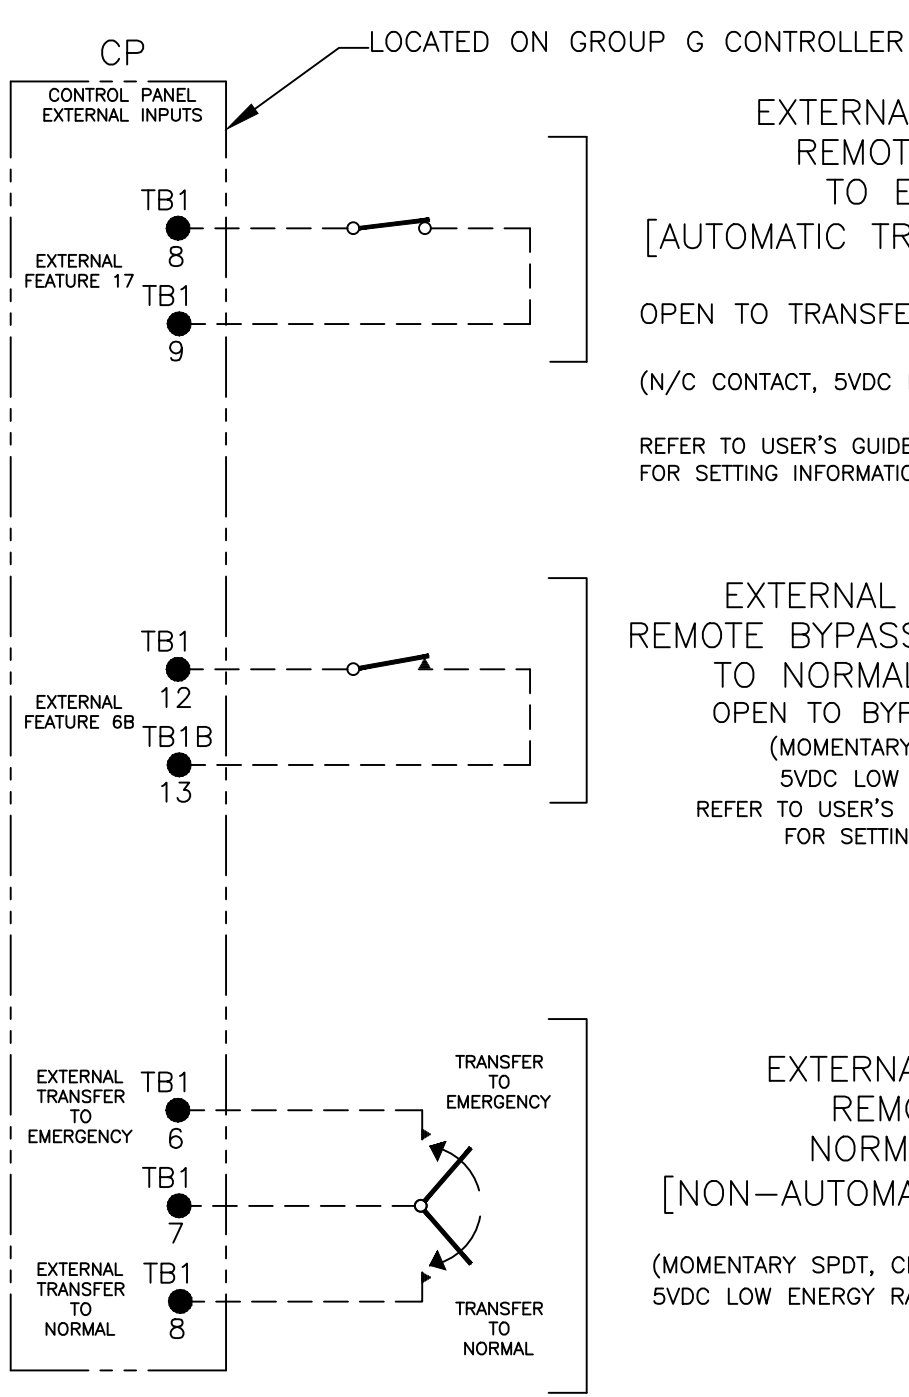 CP
LOCATED ON GROUP G CONTROLLER
CONTROL PANEL
EXTERNAL INPUTS
TB1
8
EXTERNAL
FEATURE 17
TB1
9
REMOT
TO E
[AUTOMATIC TR
OPEN TO TRANSFE
(N/C CONTACT, 5VDC
REFER TO USER'S GUIDE
FOR SETTING INFORMATIO
TB1
12
EXTERNAL
FEATURE 6B
TB1B
13
EXTERNAL
REMOTE BYPASS
TO NORMAL
OPEN TO BYP
(MOMENTARY
5VDC LOW
REFER TO USER'S
FOR SETTIN
EXTERNAL
TRANSFER
TO
EMERGENCY
TB1
6
TB1
7
EXTERNAL
TRANSFER
TO
NORMAL
TB1
8
TRANSFER
TO
EMERGENCY
TRANSFER
TO
NORMAL
EXTERNA
REMO
NORM
[NON-AUTOMA
(MOMENTARY SPDT,
5VDC LOW ENERGY RA